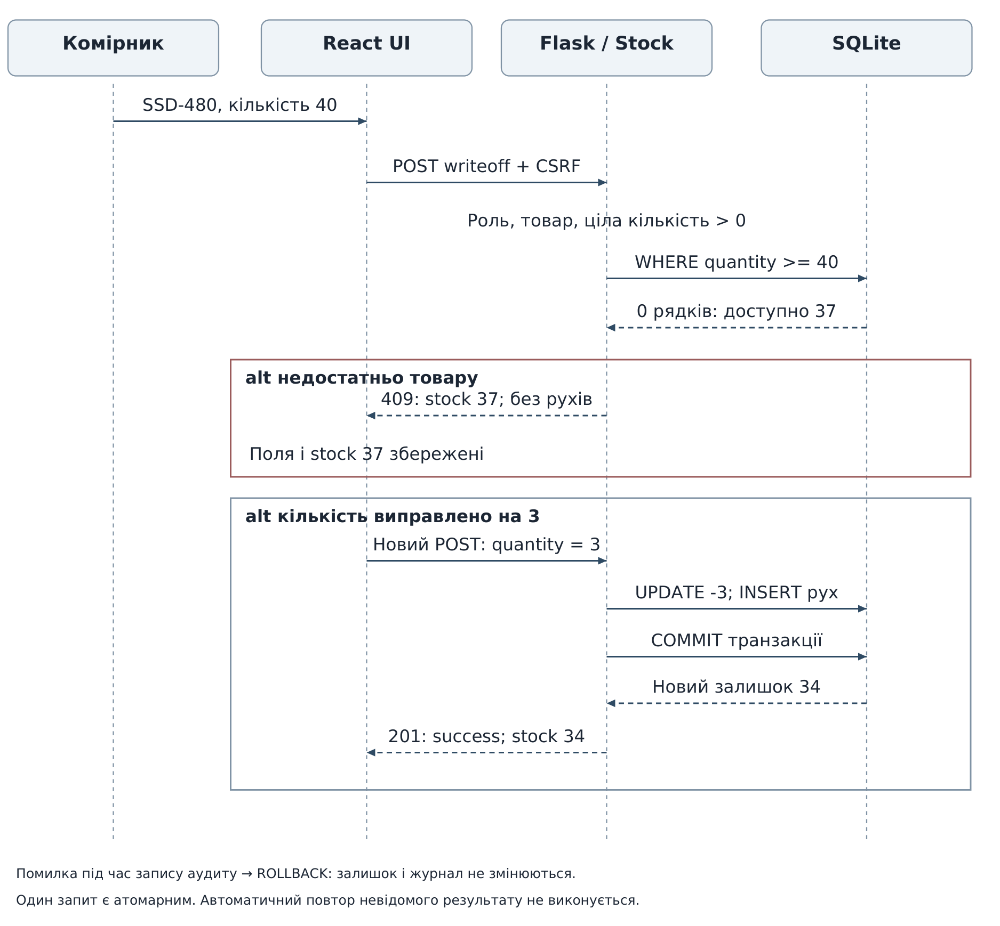 Комірник
React UI
Flask / Stock
SQLite
SSD-480, кількість 40
POST writeoff + CSRF
Роль, товар, ціла кількість > 0
WHERE quantity >= 40
0 рядків: доступно 37
alt недостатньо товару
409: stock 37; без рухів
Поля і stock 37 збережені
alt кількість виправлено на 3
Новий POST: quantity = 3
UPDATE -3; INSERT рух
COMMIT транзакції
Новий залишок 34
201: success; stock 34
Помилка під час запису аудиту → ROLLBACK: залишок і журнал не змінюються.
Один запит є атомарним. Автоматичний повтор невідомого результату не виконується.